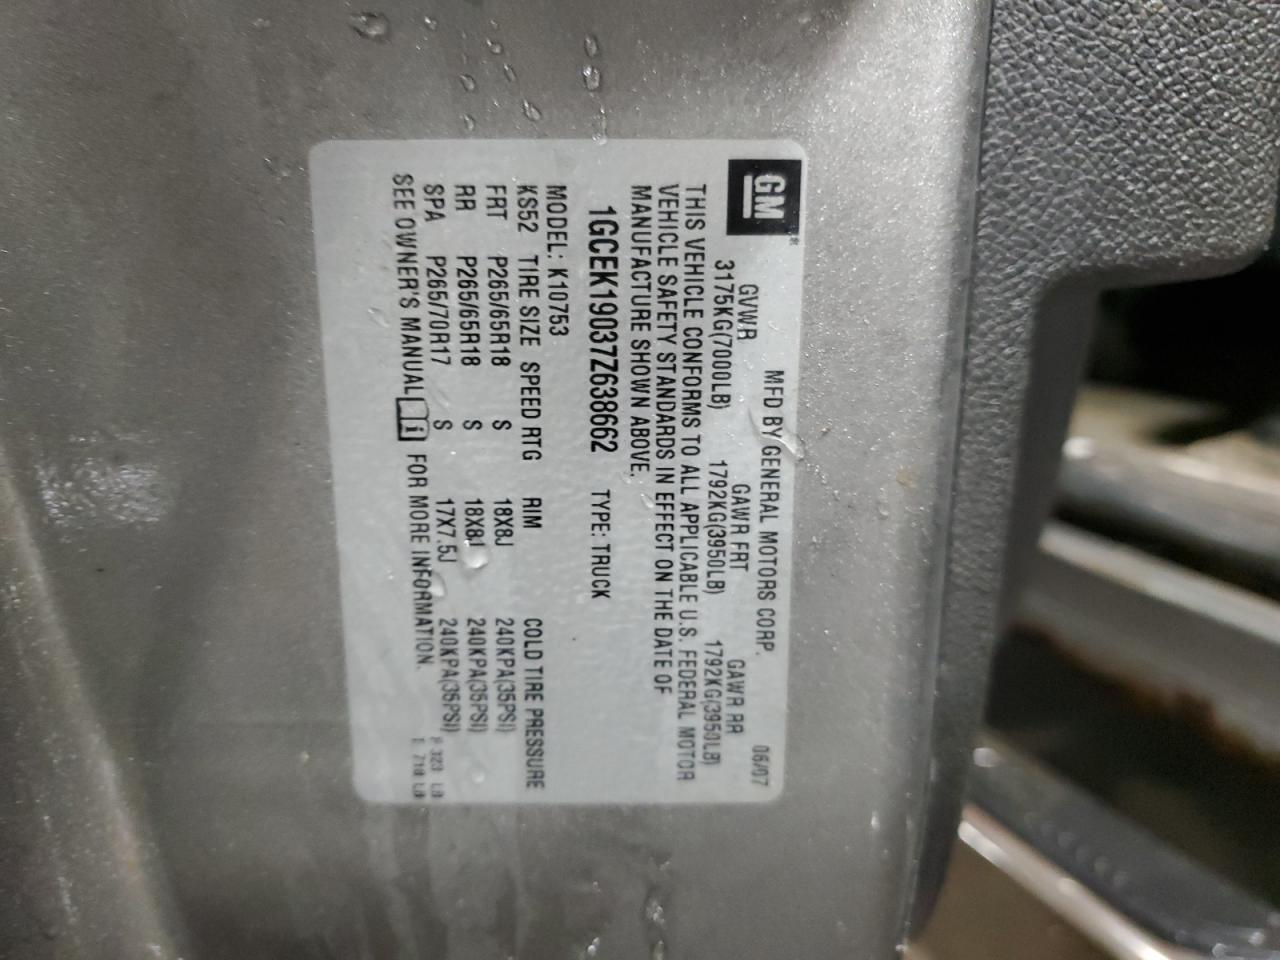 GM
MFD BY GENERAL MOTORS CORP. 06/07
GVWR GAWR FRT GAWR RR
3175KG(7000LB) 1792KG(3950LB) 1792KG(3950LB)
THIS VEHICLE CONFORMS TO ALL APPLICABLE U.S. FEDERAL MOTOR
VEHICLE SAFETY STANDARDS IN EFFECT ON THE DATE OF
MANUFACTURE SHOWN ABOVE.
1GCEK19037Z638662 TYPE: TRUCK
MODEL: K10753
KS52 TIRE SIZE SPEED RTG RIM COLD TIRE PRESSURE
FRT P265/65R18 S 18X8J 240KPA(35PSI)
RR P265/65R18 S 18X8J 240KPA(35PSI)
SPA P265/70R17 S 17X7.5J 240KPA(35PSI)
SEE OWNER'S MANUAL i FOR MORE INFORMATION.